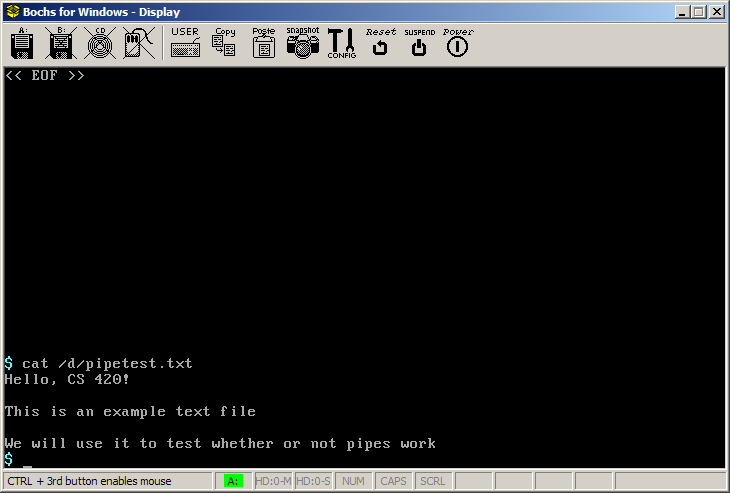 Bochs for Windows - Display
A: B: CD USER Copy Paste snapshot CONFIG Reset SUSPEND Power
<< EOF >>
$ cat /d/pipetest.txt
Hello, CS 420!
This is an example text file
We will use it to test whether or not pipes work
$ _
CTRL + 3rd button enables mouse A: HD:0-M HD:0-S NUM CAPS SCRL